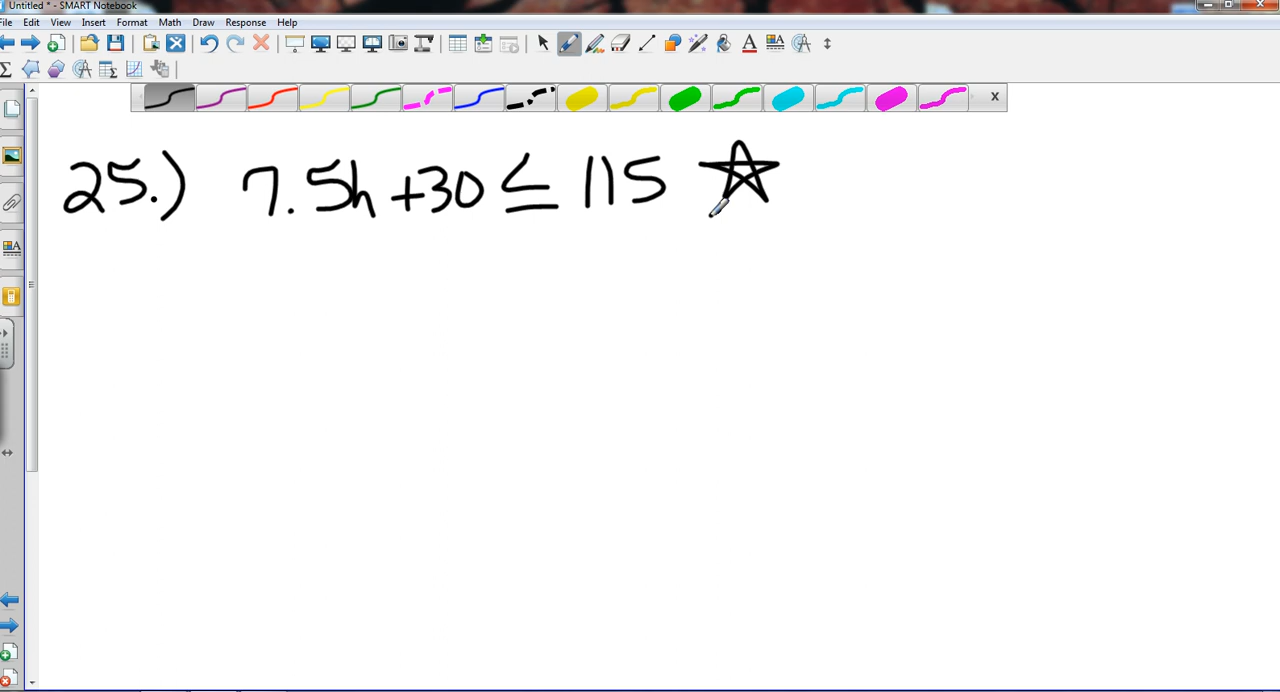 Untitled * - SMART Notebook
File Edit View Insert Format Math Draw Response Help
25.) 7.5h + 30 ≤ 115